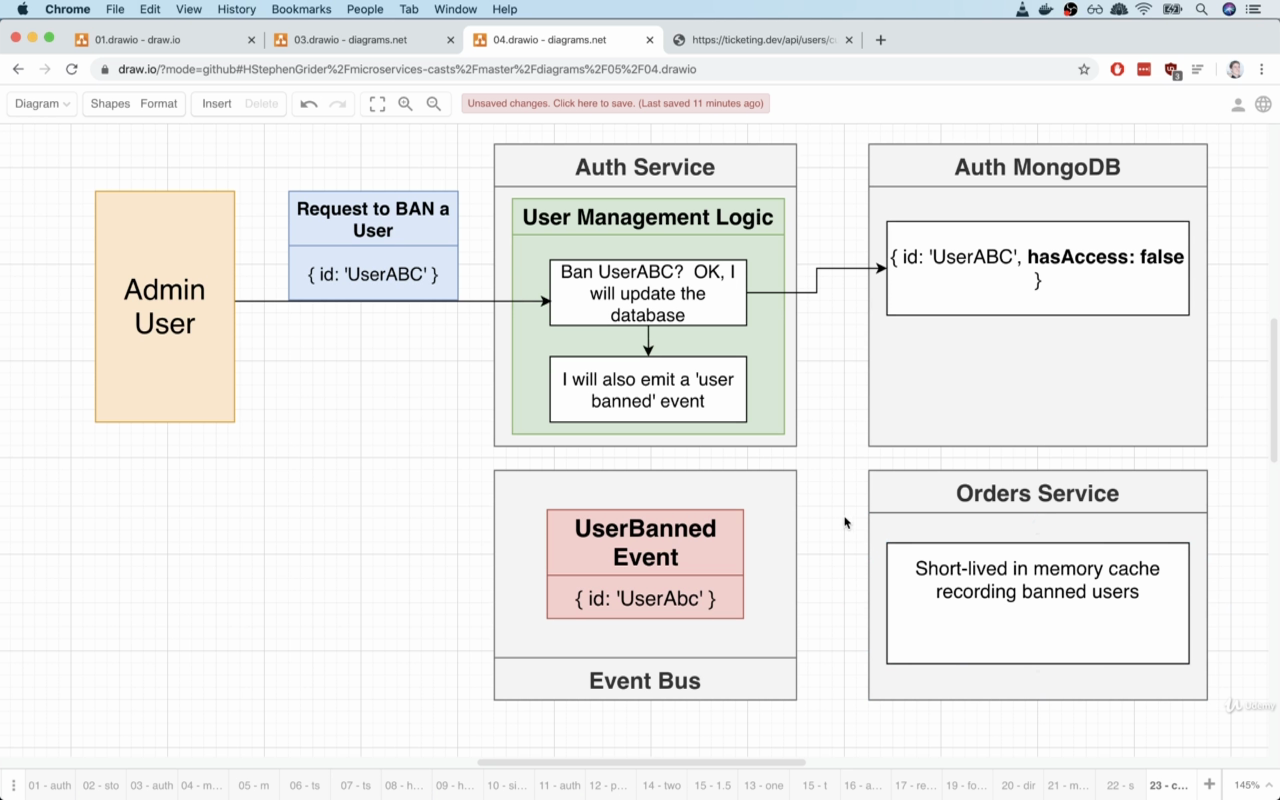 Chrome File Edit View History Bookmarks People Tab Window Help
01.drawio - draw.io
03.drawio - diagrams.net
04.drawio - diagrams.net
https://ticketing.dev/api/users/c
draw.io/?mode=github#HStephenGrider%2Fmicroservices-casts%2Fmaster%2Fdiagrams%2F05%2F04.drawio
Diagram Shapes Format Insert Delete
Unsaved changes. Click here to save. (Last saved 11 minutes ago)
Admin
User
Request to BAN a
User
{ id: 'UserABC' }
Auth Service
User Management Logic
Ban UserABC? OK, I
will update the
database
I will also emit a 'user
banned' event
Auth MongoDB
{ id: 'UserABC', hasAccess: false
}
UserBanned
Event
{ id: 'UserAbc' }
Event Bus
Orders Service
Short-lived in memory cache
recording banned users
Udemy
01 - auth 02 - sto 03 - auth 04 - m... 05 - m 06 - ts 07 - ts 08 - h... 09 - h... 10 - si... 11 - auth 12 - p... 14 - two 15 - 1.5 13 - one 15 - t 16 - a... 17 - re... 19 - fo... 20 - dir 21 - m... 22 - s 23 - c... 145%